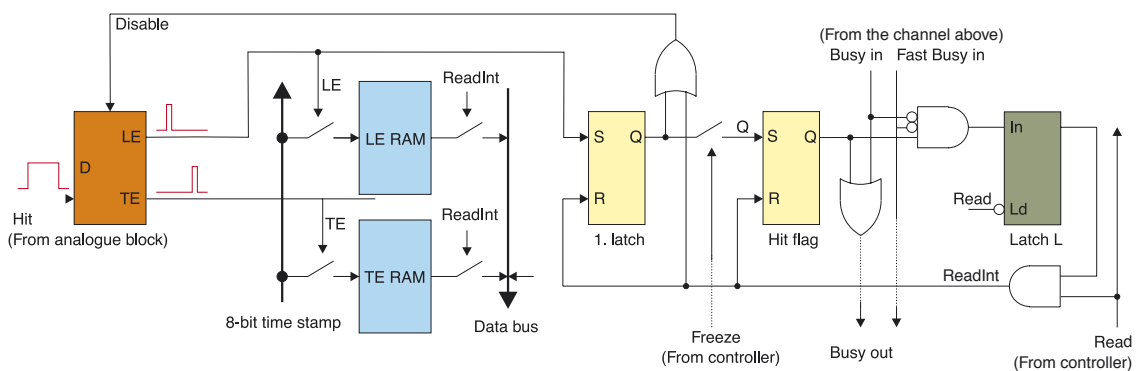 Disable
LE
D
TE
Hit
(From analogue block)
LE
LE RAM
ReadInt
TE
TE RAM
ReadInt
8-bit time stamp
Data bus
S
Q
R
1. latch
Q
Freeze
(From controller)
S
Q
R
Hit flag
(From the channel above)
Busy in
Fast Busy in
Busy out
In
Read
Ld
Latch L
ReadInt
Read
(From controller)